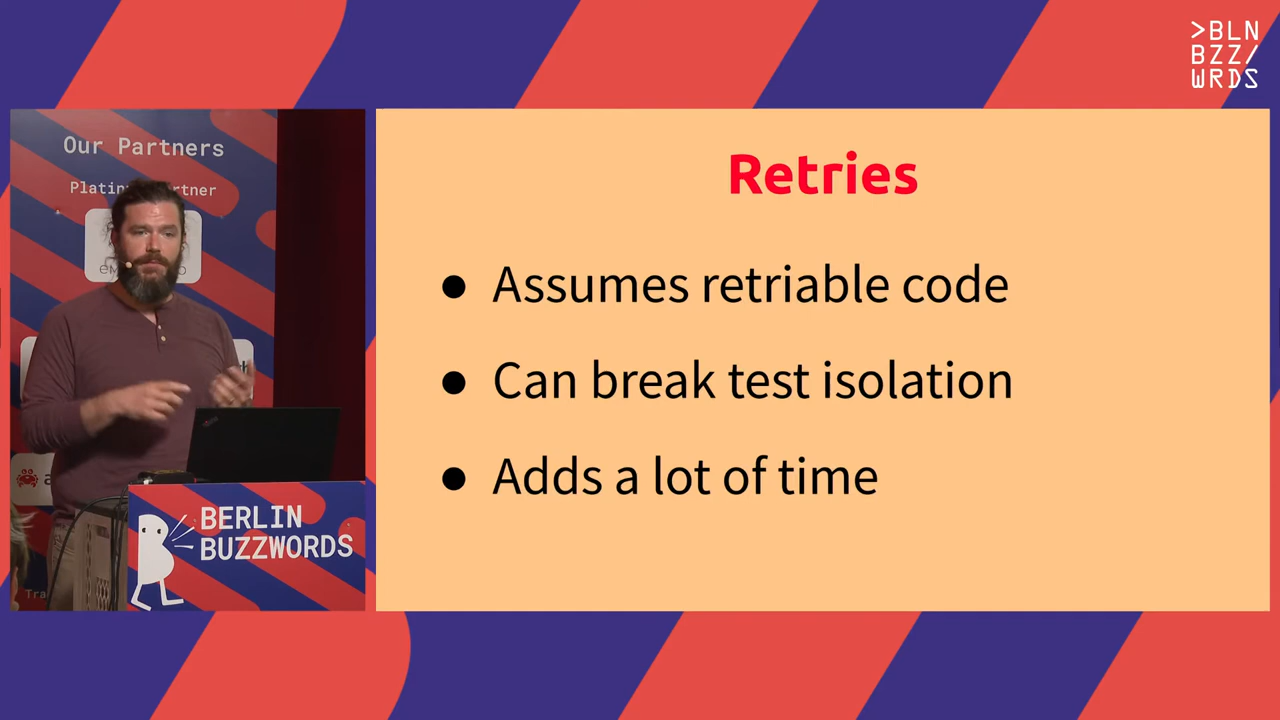 >BLN
BZZ/
WRDS
Our Partners
Retries
● Assumes retriable code
● Can break test isolation
● Adds a lot of time
BERLIN
BUZZWORDS